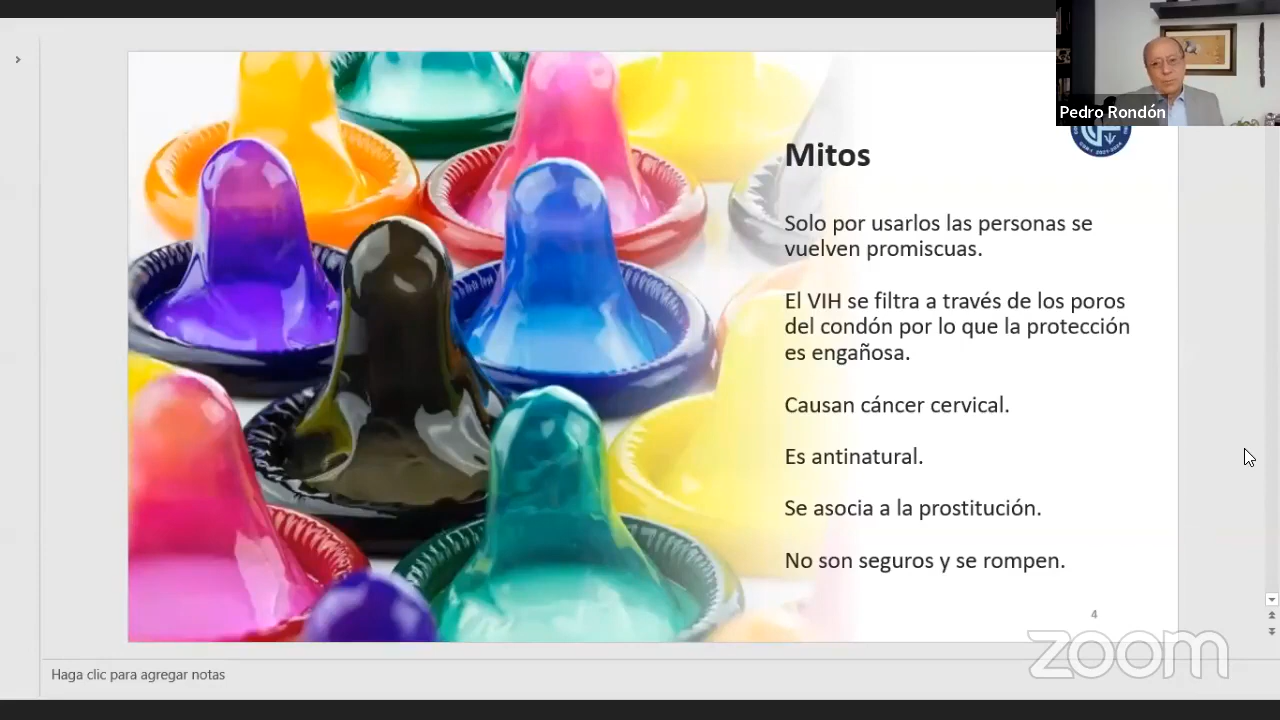 Pedro Rondón
Mitos
Solo por usarlos las personas se
vuelven promiscuas.
El VIH se filtra a través de los poros
del condón por lo que la protección
es engañosa.
Causan cáncer cervical.
Es antinatural.
Se asocia a la prostitución.
No son seguros y se rompen.
4
zoom
Haga clic para agregar notas